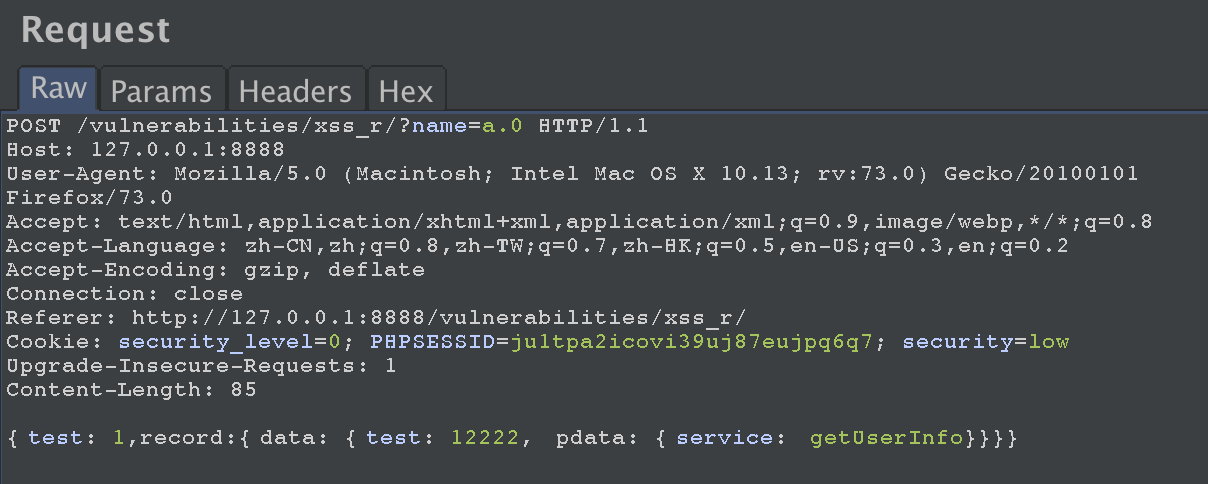 Request
Raw Params Headers Hex
POST /vulnerabilities/xss_r/?name=a.0 HTTP/1.1
Host: 127.0.0.1:8888
User-Agent: Mozilla/5.0 (Macintosh; Intel Mac OS X 10.13; rv:73.0) Gecko/20100101
Firefox/73.0
Accept: text/html,application/xhtml+xml,application/xml;q=0.9,image/webp,*/*;q=0.8
Accept-Language: zh-CN,zh;q=0.8,zh-TW;q=0.7,zh-HK;q=0.5,en-US;q=0.3,en;q=0.2
Accept-Encoding: gzip, deflate
Connection: close
Referer: http://127.0.0.1:8888/vulnerabilities/xss_r/
Cookie: security_level=0; PHPSESSID=ju1tpa2icovi39uj87eujpq6q7; security=low
Upgrade-Insecure-Requests: 1
Content-Length: 85
{ test: 1,record:{ data: { test: 12222, pdata: { service: getUserInfo}}}}